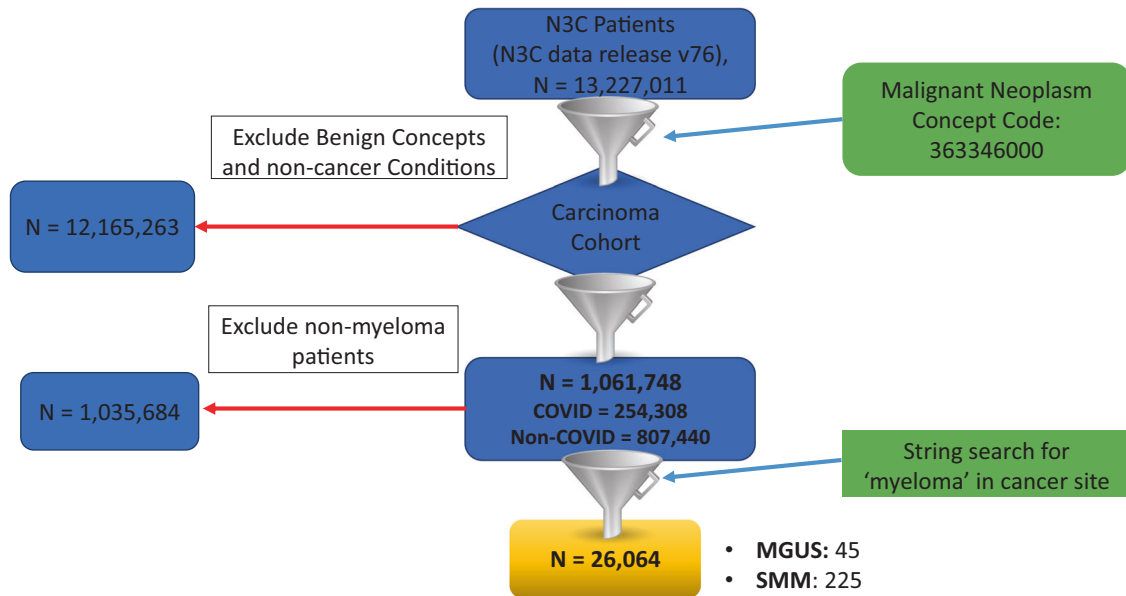 N3C Patients
(N3C data release v76),
N = 13,227,011
Malignant Neoplasm
Concept Code:
363346000
Exclude Benign Concepts
and non-cancer Conditions
N = 12,165,263
Carcinoma
Cohort
Exclude non-myeloma
patients
N = 1,035,684
N = 1,061,748
COVID = 254,308
Non-COVID = 807,440
String search for
‘myeloma’ in cancer site
N = 26,064
• MGUS: 45
• SMM: 225